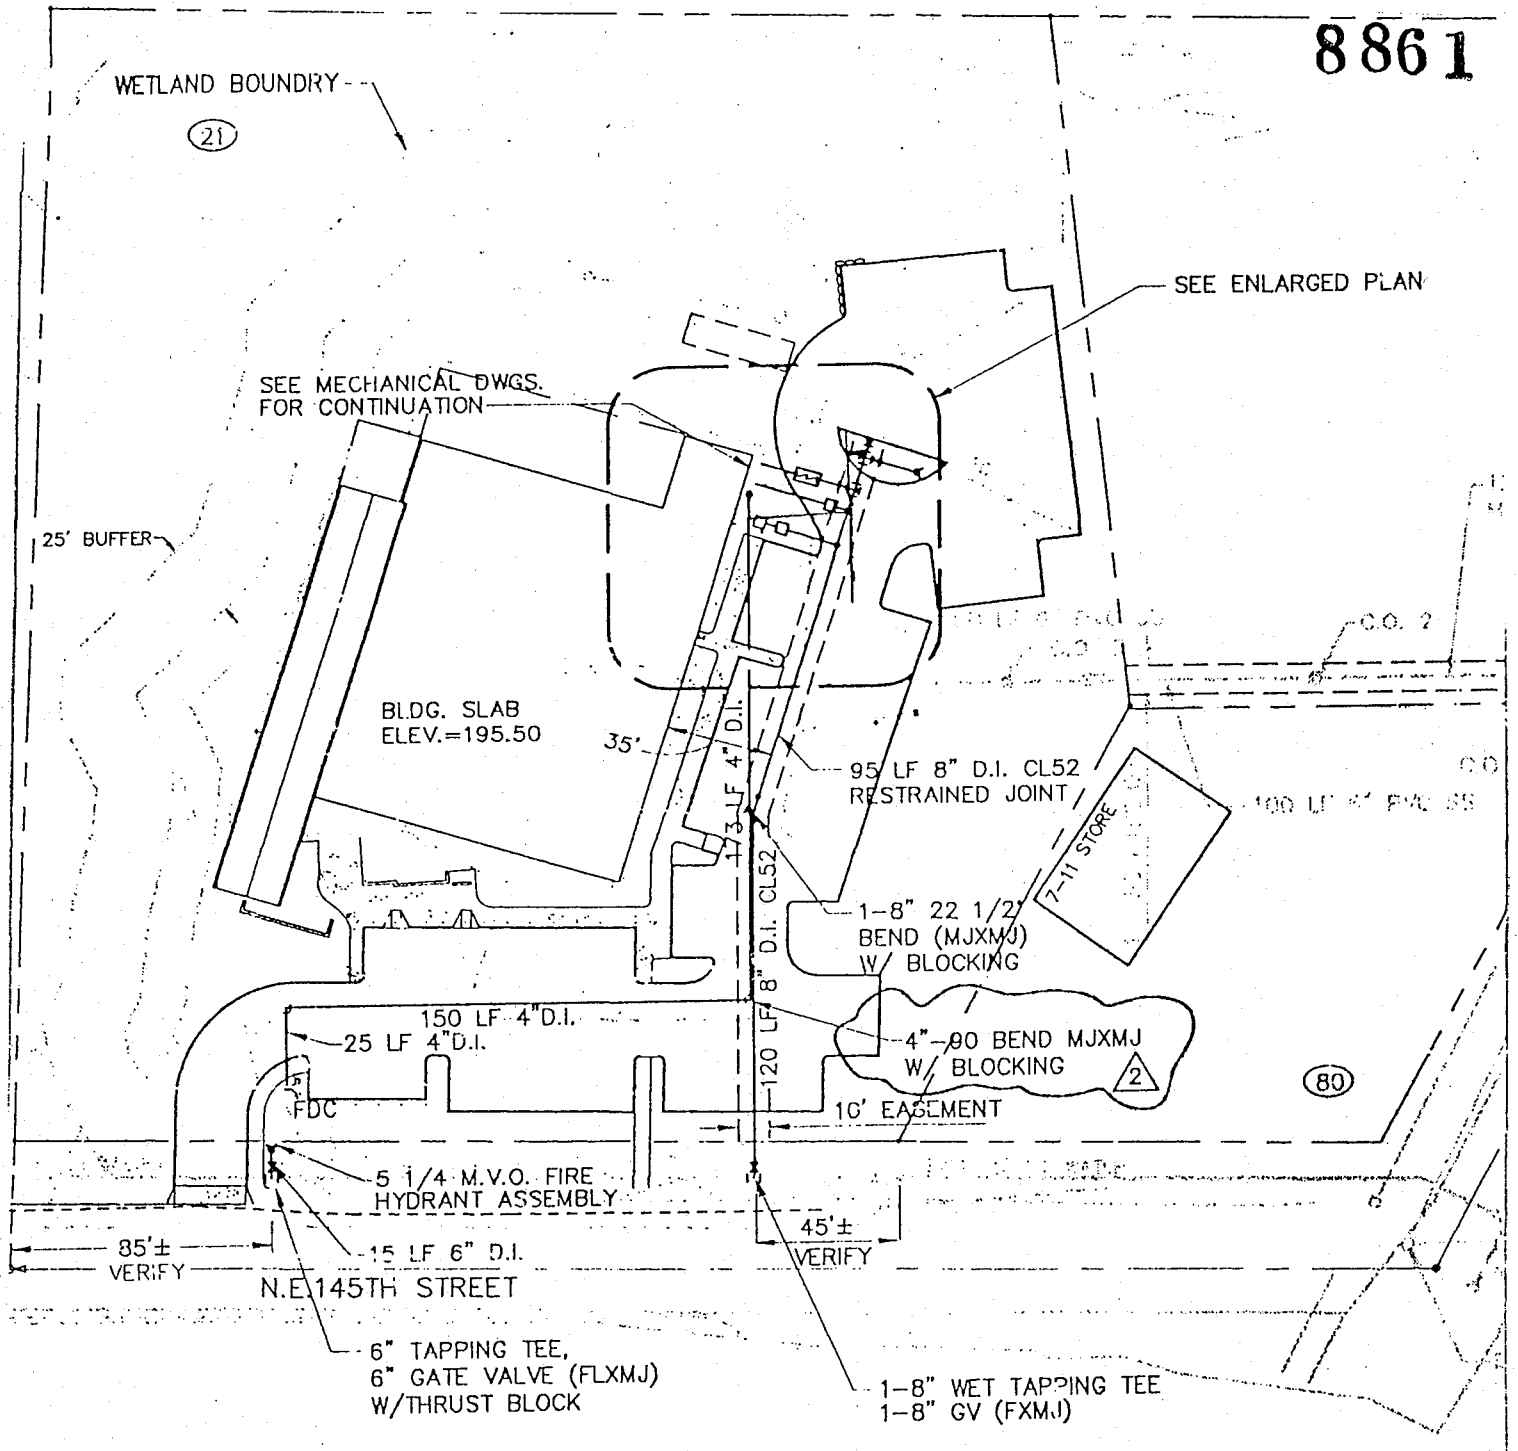 8861
WETLAND BOUNDRY
21
SEE ENLARGED PLAN
SEE MECHANICAL DWGS.
FOR CONTINUATION
25' BUFFER
C.O. 2
BLDG. SLAB
ELEV.=195.50
35'
173 LF 4" D.I.
95 LF 8" D.I. CL52
RESTRAINED JOINT
7-11 STORE
1-8" 22 1/2°
BEND (MJXMJ)
W/ BLOCKING
120 LF 8" D.I. CL52
150 LF 4"D.I.
25 LF 4"D.I.
4"-90 BEND MJXMJ
W/ BLOCKING
2
80
FDC
10' EASEMENT
5 1/4 M.V.O. FIRE
HYDRANT ASSEMBLY
85'±
VERIFY
15 LF 6" D.I.
45'±
VERIFY
N.E.145TH STREET
6" TAPPING TEE,
6" GATE VALVE (FLXMJ)
W/THRUST BLOCK
1-8" WET TAPPING TEE
1-8" GV (FXMJ)